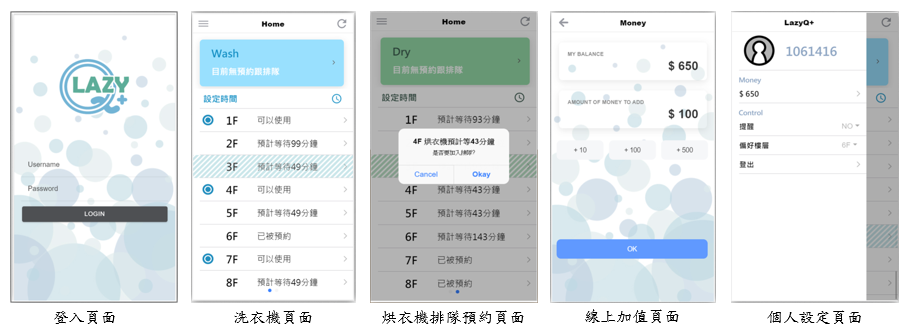 LAZY
Q+
Username
Password
LOGIN
登入頁面
Home
Wash
目前無預約跟排隊
設定時間
1F 可以使用
2F 預計等待99分鐘
3F 預計等待49分鐘
4F 可以使用
5F 預計等待49分鐘
6F 已被預約
7F 可以使用
8F 預計等待49分鐘
洗衣機頁面
Home
Dry
目前無預約跟排隊
設定時間
1F 預計等待93分鐘
4F 烘衣機預計等43分鐘
是否要加入排隊?
Cancel Okay
4F 預計等待43分鐘
5F 預計等待43分鐘
6F 預計等待143分鐘
7F 已被預約
8F 已被預約
烘衣機排隊預約頁面
Money
MY BALANCE
$ 650
AMOUNT OF MONEY TO ADD
$ 100
+ 10 + 100 + 500
OK
線上加值頁面
LazyQ+
1061416
Money
$ 650
Control
提醒 NO
偏好樓層 6F
登出
個人設定頁面